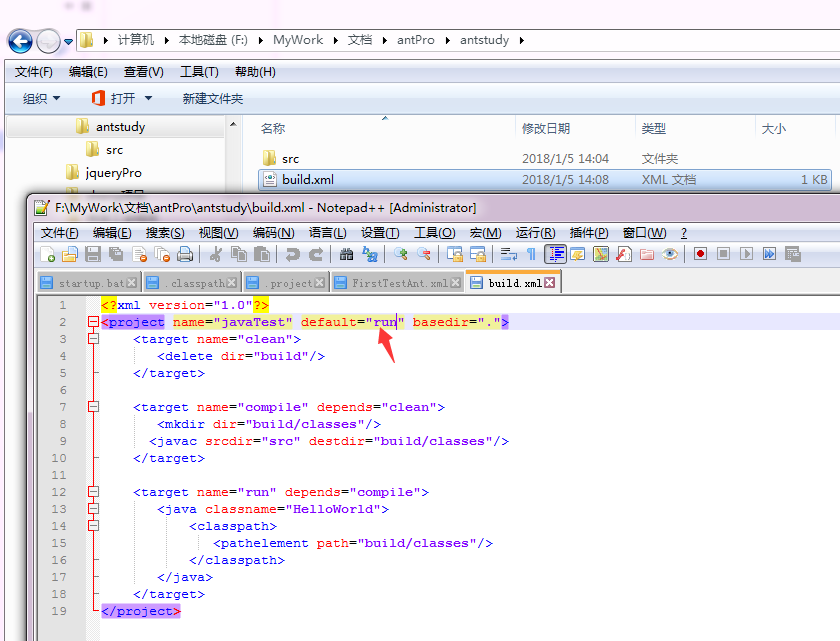 计算机 本地磁盘 (F:) MyWork 文档 antPro antstudy
文件(F) 编辑(E) 查看(V) 工具(T) 帮助(H)
组织 打开 新建文件夹
antstudy
src
jqueryPro
名称 修改日期 类型 大小
src 2018/1/5 14:04 文件夹
build.xml 2018/1/5 14:08 XML 文档 1 KB
F:\MyWork\文档\antPro\antstudy\build.xml - Notepad++ [Administrator]
文件(F) 编辑(E) 搜索(S) 视图(V) 编码(N) 语言(L) 设置(T) 工具(O) 宏(M) 运行(R) 插件(P) 窗口(W) ?
startup.bat .classpath .project FirstTestAnt.xml build.xml
1 <?xml version="1.0"?>
2 <project name="javaTest" default="run" basedir=".">
3 <target name="clean">
4 <delete dir="build"/>
5 </target>
6
7 <target name="compile" depends="clean">
8 <mkdir dir="build/classes"/>
9 <javac srcdir="src" destdir="build/classes"/>
10 </target>
11
12 <target name="run" depends="compile">
13 <java classname="HelloWorld">
14 <classpath>
15 <pathelement path="build/classes"/>
16 </classpath>
17 </java>
18 </target>
19 </project>